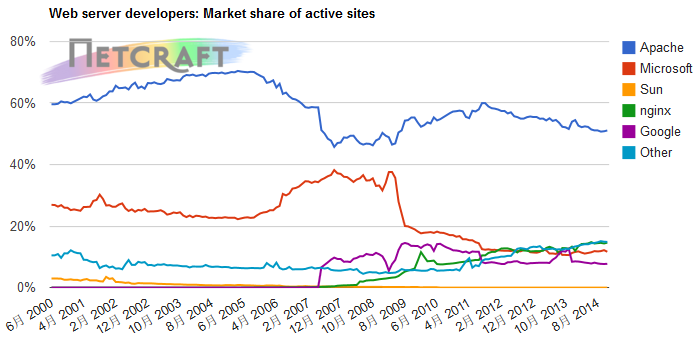 Web server developers: Market share of active sites
NETCRAFT
80%
60%
40%
20%
0%
Apache
Microsoft
Sun
nginx
Google
Other
6月 2000
4月 2001
2月 2002
12月 2002
10月 2003
8月 2004
6月 2005
4月 2006
2月 2007
12月 2007
10月 2008
8月 2009
6月 2010
4月 2011
2月 2012
12月 2012
10月 2013
8月 2014